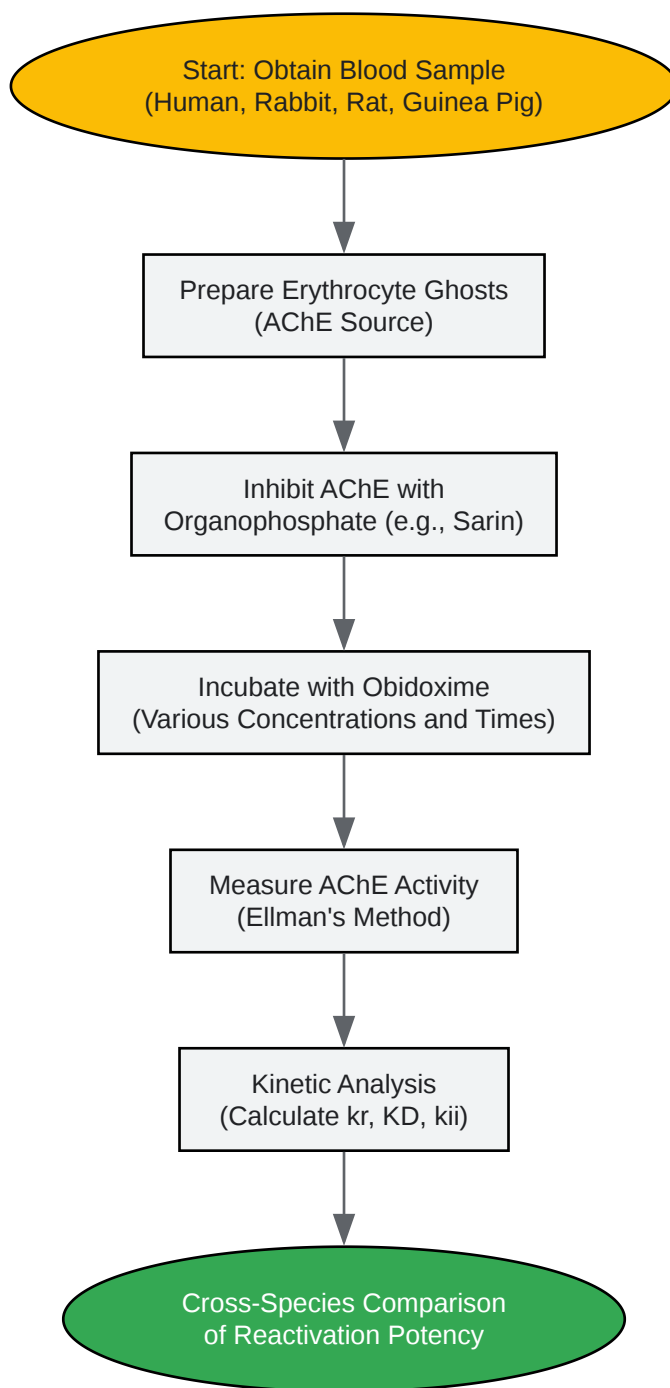 Start: Obtain Blood Sample
(Human, Rabbit, Rat, Guinea Pig)
Prepare Erythrocyte Ghosts
(AChE Source)
Inhibit AChE with
Organophosphate (e.g., Sarin)
Incubate with Obidoxime
(Various Concentrations and Times)
Measure AChE Activity
(Ellman's Method)
Kinetic Analysis
(Calculate kr, KD, kii)
Cross-Species Comparison
of Reactivation Potency